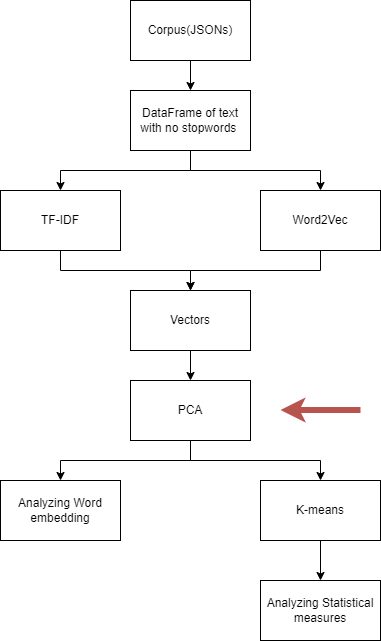 Corpus(JSONs)
DataFrame of text
with no stopwords
TF-IDF
Word2Vec
Vectors
PCA
Analyzing Word
embedding
K-means
Analyzing Statistical
measures